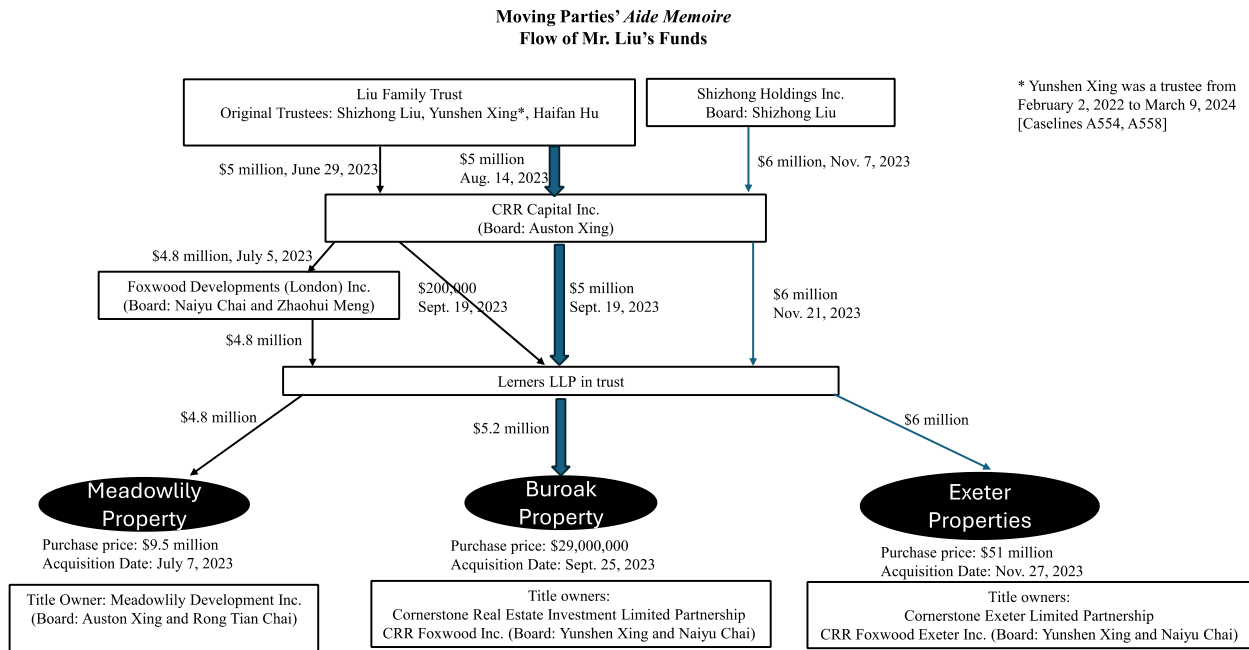 Moving Parties' Aide Memoire
Flow of Mr. Liu's Funds
Liu Family Trust
Original Trustees: Shizhong Liu, Yunshen Xing*, Haifan Hu
Shizhong Holdings Inc.
Board: Shizhong Liu
* Yunshen Xing was a trustee from
February 2, 2022 to March 9, 2024
[Caselines A554, A558]
$5 million, June 29, 2023
$5 million
Aug. 14, 2023
$6 million, Nov. 7, 2023
CRR Capital Inc.
(Board: Auston Xing)
$4.8 million, July 5, 2023
Foxwood Developments (London) Inc.
(Board: Naiyu Chai and Zhaohui Meng)
$200,000
Sept. 19, 2023
$5 million
Sept. 19, 2023
$6 million
Nov. 21, 2023
$4.8 million
Lerners LLP in trust
$4.8 million
$5.2 million
$6 million
Meadowlily
Property
Buroak
Property
Exeter
Properties
Purchase price: $9.5 million
Acquisition Date: July 7, 2023
Purchase price: $29,000,000
Acquisition Date: Sept. 25, 2023
Purchase price: $51 million
Acquisition Date: Nov. 27, 2023
Title Owner: Meadowlily Development Inc.
(Board: Auston Xing and Rong Tian Chai)
Title owners:
Cornerstone Real Estate Investment Limited Partnership
CRR Foxwood Inc. (Board: Yunshen Xing and Naiyu Chai)
Title owners:
Cornerstone Exeter Limited Partnership
CRR Foxwood Exeter Inc. (Board: Yunshen Xing and Naiyu Chai)